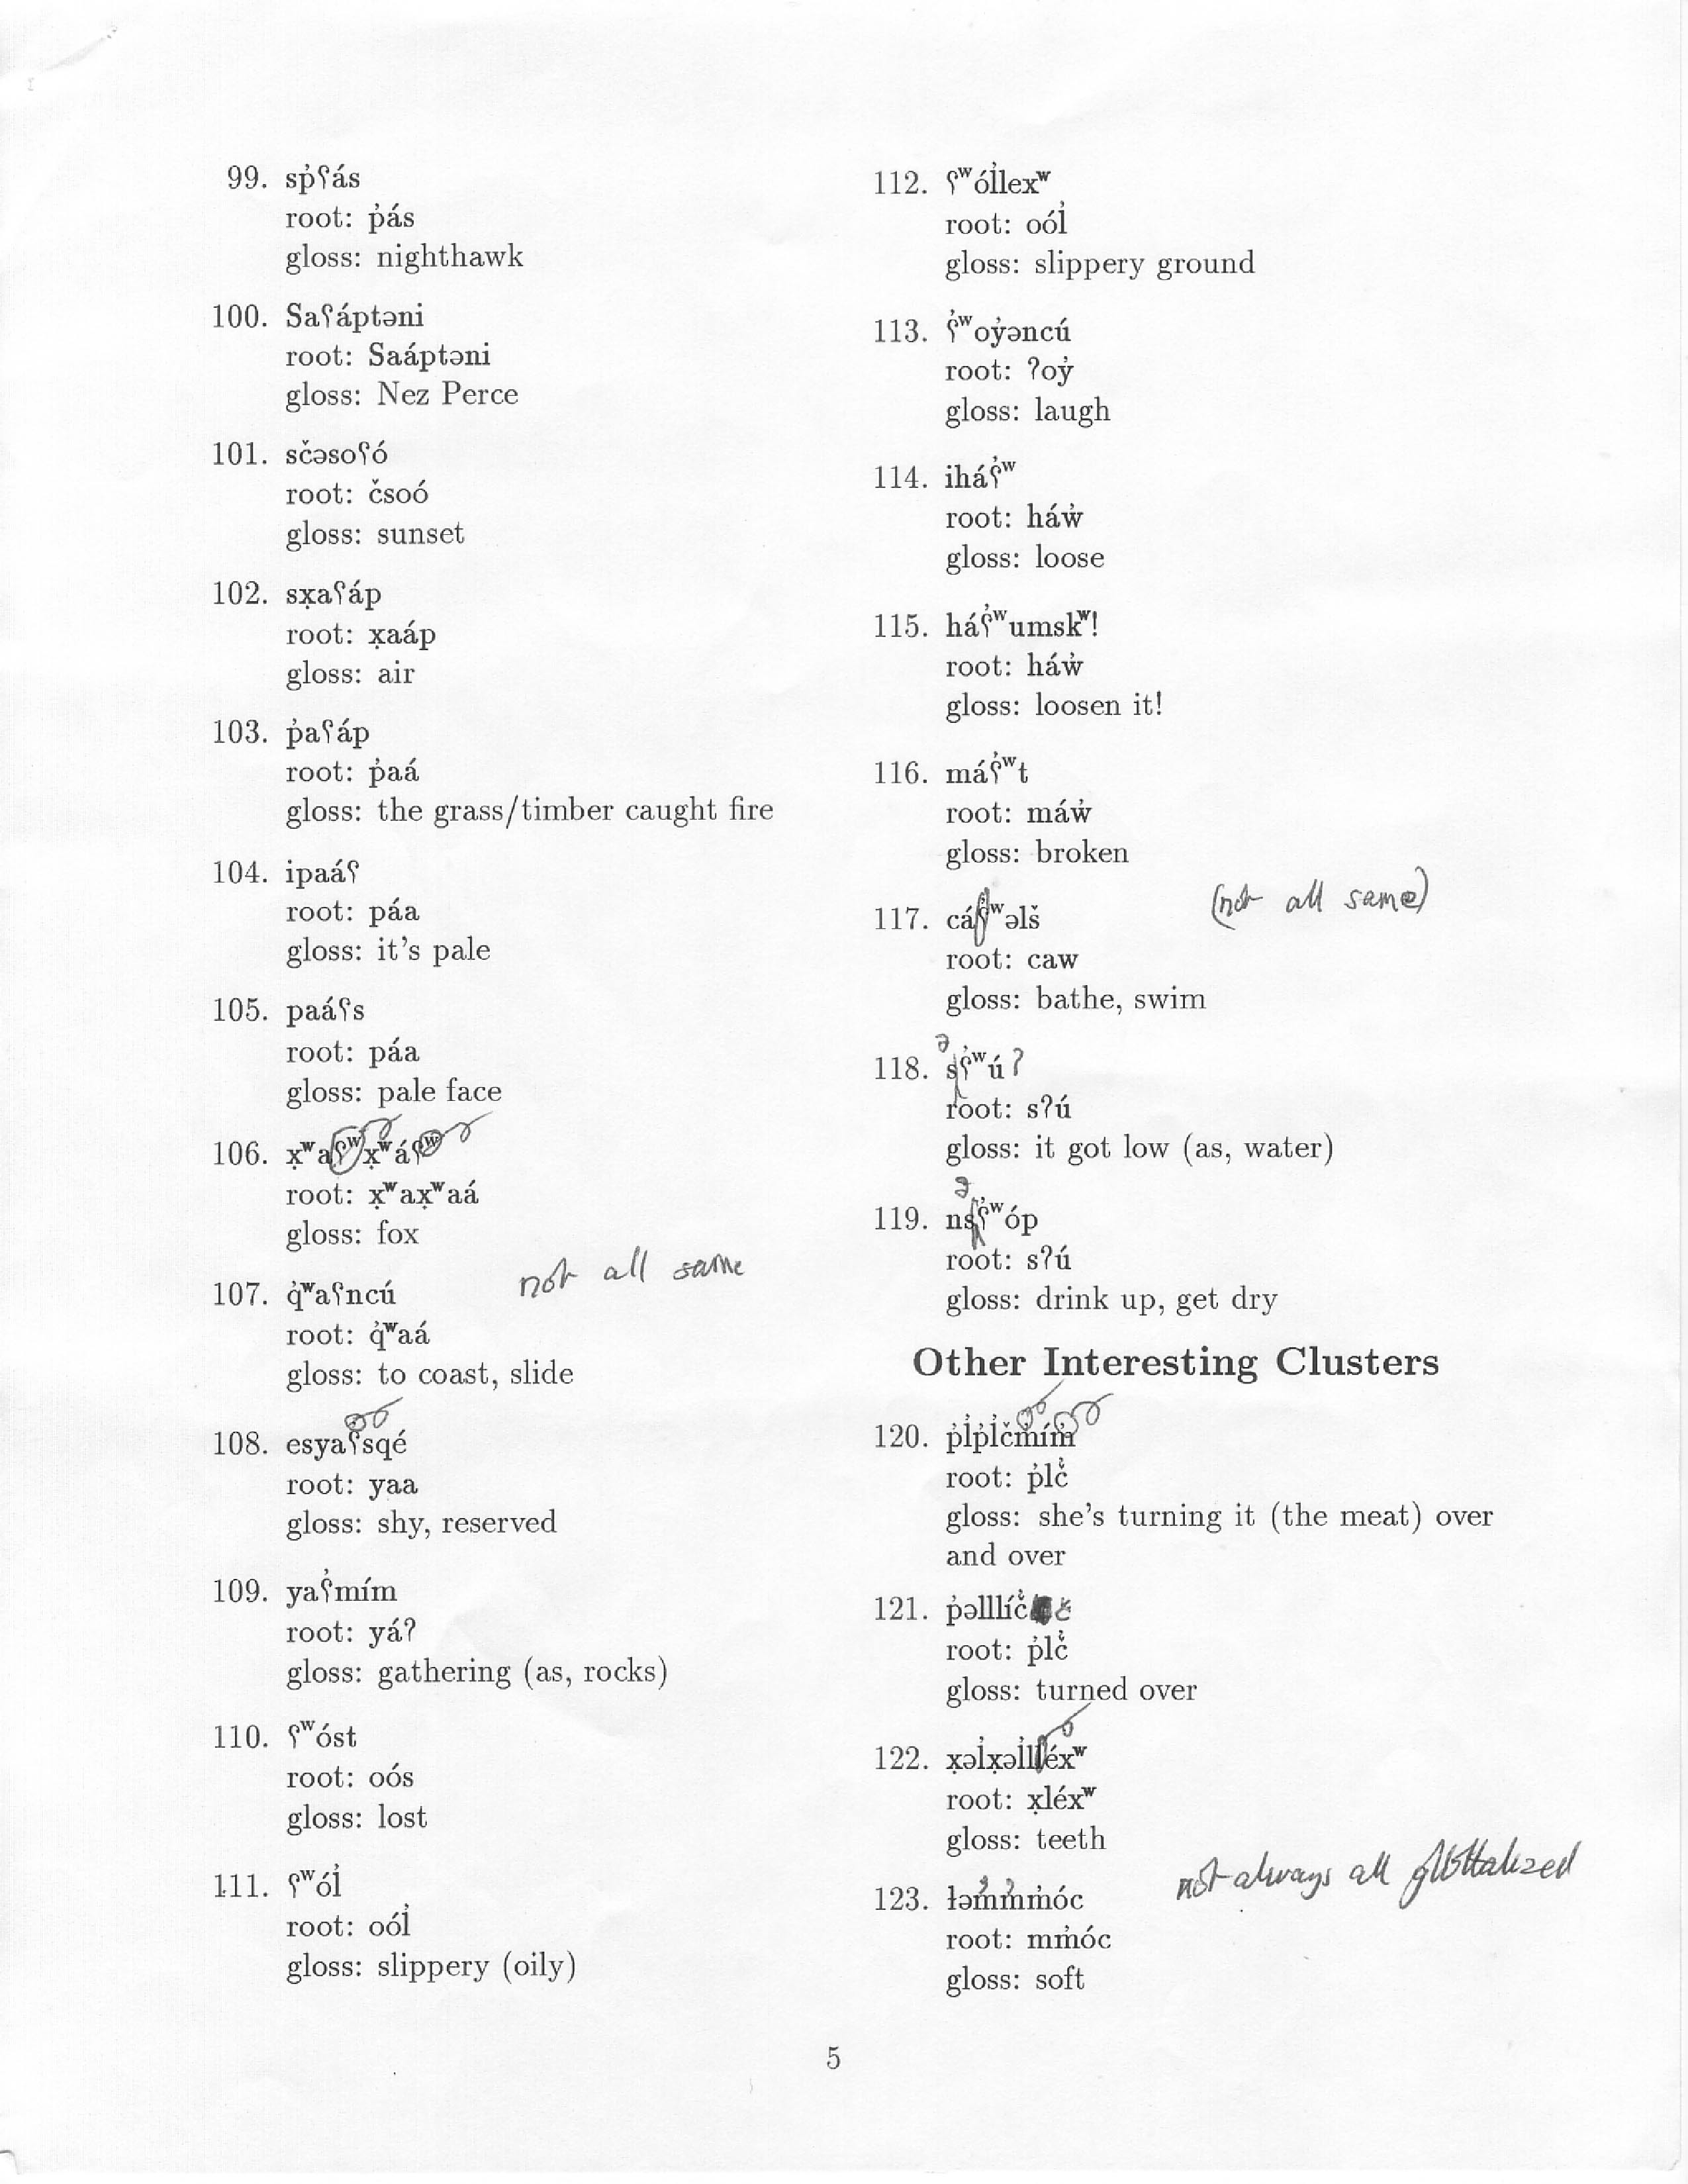 99. sp̓ʕás
root: p̓ás
gloss: nighthawk
100. Saʕáptəni
root: Saáptəni
gloss: Nez Perce
101. sčəsoʕó
root: čsoó
gloss: sunset
102. sx̣aʕáp
root: x̣aáp
gloss: air
103. p̓aʕáp
root: p̓aá
gloss: the grass/timber caught fire
104. ipaáʕ
root: páa
gloss: it's pale
105. paáʕs
root: páa
gloss: pale face
106. x̣ʷaʕʷx̣ʷáʕʷ
root: x̣ʷax̣ʷaá
gloss: fox
not all same
107. q̓ʷaʕncú
root: q̓ʷaá
gloss: to coast, slide
108. esyaʕsqé
root: yaa
gloss: shy, reserved
109. yaʕ̓mím
root: yáʔ
gloss: gathering (as, rocks)
110. ʕʷóst
root: oós
gloss: lost
111. ʕʷól̓
root: oól̓
gloss: slippery (oily)
112. ʕʷól̓lexʷ
root: oól̓
gloss: slippery ground
113. ʕ̓ʷoy̓əncú
root: ʔoy̓
gloss: laugh
114. iháʕ̓ʷ
root: háw̓
gloss: loose
115. háʕ̓ʷumskʷ!
root: háw̓
gloss: loosen it!
116. máʕ̓ʷt
root: máw̓
gloss: broken
(not all same)
117. cáʕ̓ʷəlš
root: caw
gloss: bathe, swim
ə
118. sʕ̓ʷúʔ
root: sʔú
gloss: it got low (as, water)
ə
119. nsʕ̓ʷóp
root: sʔú
gloss: drink up, get dry
Other Interesting Clusters
120. p̓l̓p̓l̓čm̓ím̓
root: p̓lč̓
gloss: she's turning it (the meat) over
and over
121. p̓əlllíč̓
root: p̓lč̓
gloss: turned over
122. x̣əl̓x̣əl̓lléxʷ
root: x̣léxʷ
gloss: teeth
not always all glottalized
123. ɫəm̓m̓m̓óc
root: mm̓óc
gloss: soft
5